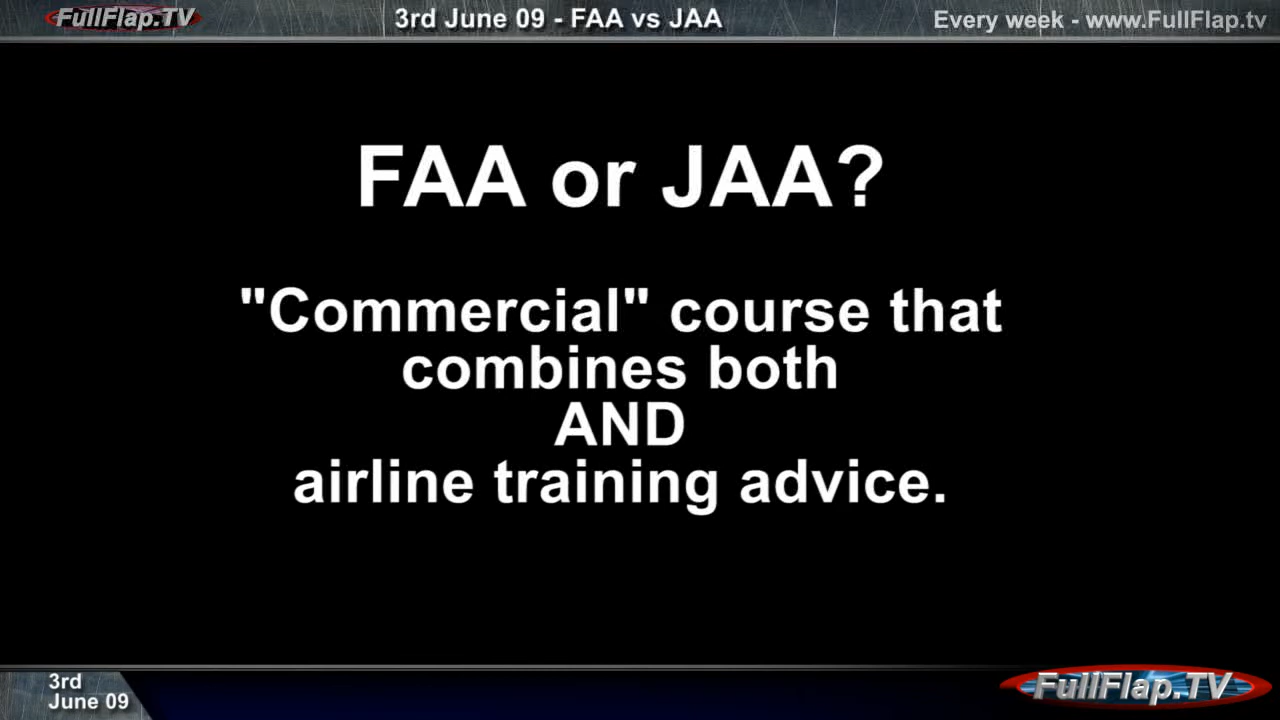 FullFlap.TV
3rd June 09 - FAA vs JAA
Every week - www.FullFlap.tv
FAA or JAA?
"Commercial" course that
combines both
AND
airline training advice.
3rd
June 09
FullFlap.TV